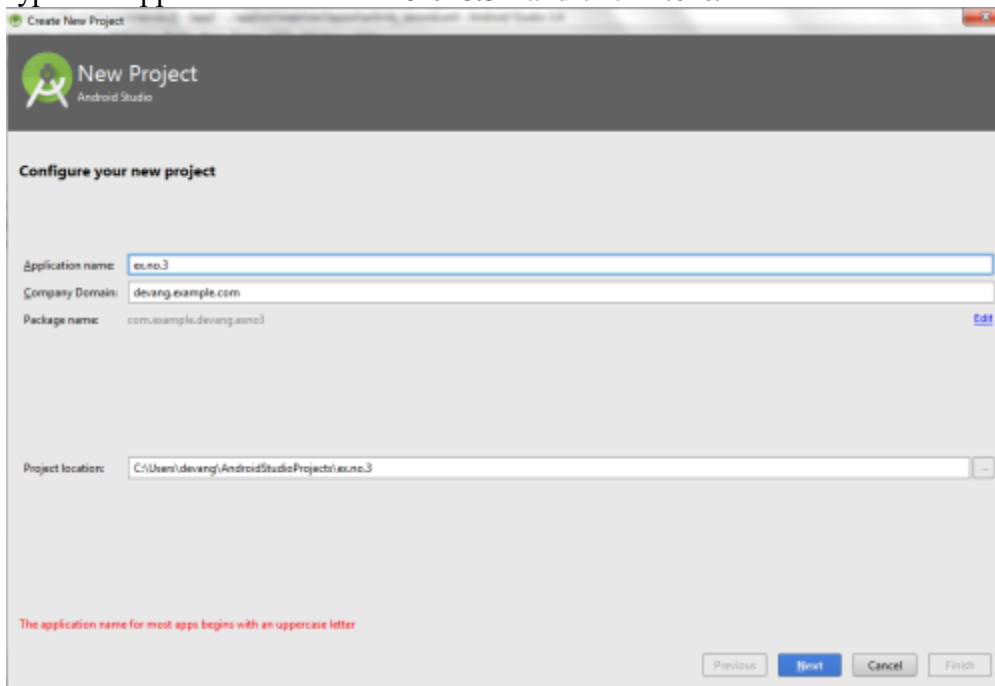 Create New Project
New Project
Android Studio
Configure your new project
Application name: ex.no.3
Company Domain: devang.example.com
Package name: com.example.devang.exno3
Edit
Project location: C:\Users\devang\AndroidStudioProjects\ex.no.3
...
The application name for most apps begins with an uppercase letter
Previous Next Cancel Finish